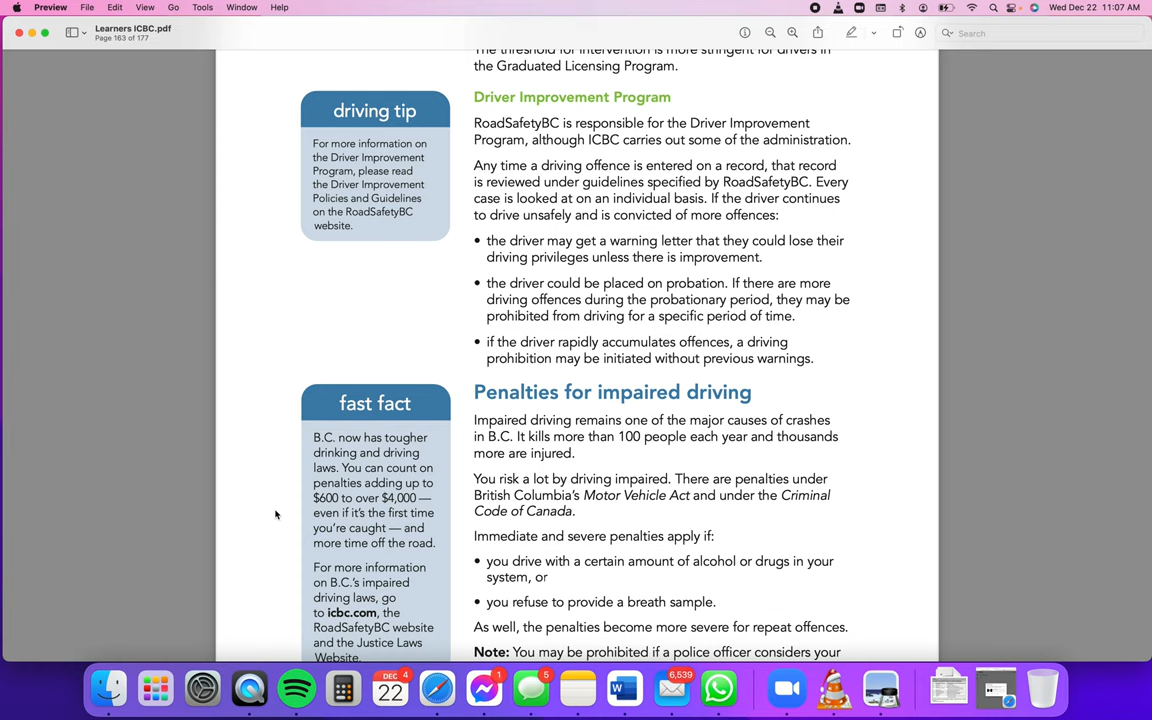 Preview File Edit View Go Tools Window Help
Wed Dec 22 11:07 AM
Learners ICBC.pdf
Page 163 of 177
Search
The threshold for intervention is more stringent for drivers in
the Graduated Licensing Program.
driving tip
For more information on
the Driver Improvement
Program, please read
the Driver Improvement
Policies and Guidelines
on the RoadSafetyBC
website.
Driver Improvement Program
RoadSafetyBC is responsible for the Driver Improvement
Program, although ICBC carries out some of the administration.
Any time a driving offence is entered on a record, that record
is reviewed under guidelines specified by RoadSafetyBC. Every
case is looked at on an individual basis. If the driver continues
to drive unsafely and is convicted of more offences:
• the driver may get a warning letter that they could lose their
driving privileges unless there is improvement.
• the driver could be placed on probation. If there are more
driving offences during the probationary period, they may be
prohibited from driving for a specific period of time.
• if the driver rapidly accumulates offences, a driving
prohibition may be initiated without previous warnings.
fast fact
B.C. now has tougher
drinking and driving
laws. You can count on
penalties adding up to
$600 to over $4,000 —
even if it's the first time
you're caught — and
more time off the road.
For more information
on B.C.'s impaired
driving laws, go
to icbc.com, the
RoadSafetyBC website
and the Justice Laws
Website.
Penalties for impaired driving
Impaired driving remains one of the major causes of crashes
in B.C. It kills more than 100 people each year and thousands
more are injured.
You risk a lot by driving impaired. There are penalties under
British Columbia's Motor Vehicle Act and under the Criminal
Code of Canada.
Immediate and severe penalties apply if:
• you drive with a certain amount of alcohol or drugs in your
system, or
• you refuse to provide a breath sample.
As well, the penalties become more severe for repeat offences.
Note: You may be prohibited if a police officer considers your
DEC
22
4
1
5
6,539